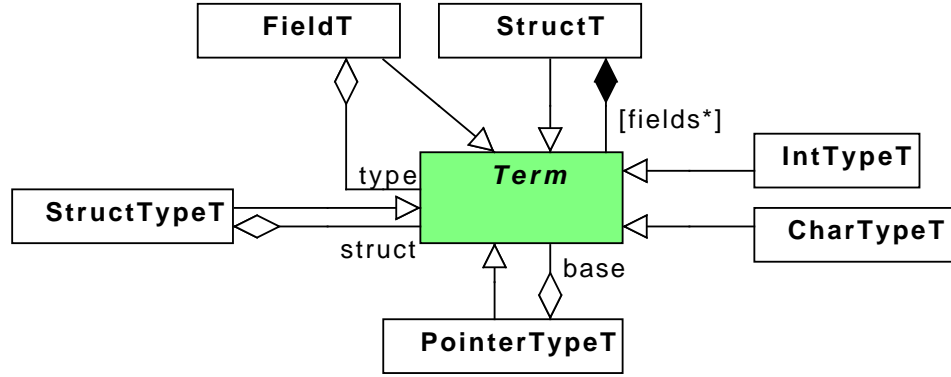 FieldT
StructT
[fields*]
IntTypeT
type
Term
StructTypeT
CharTypeT
struct
base
PointerTypeT